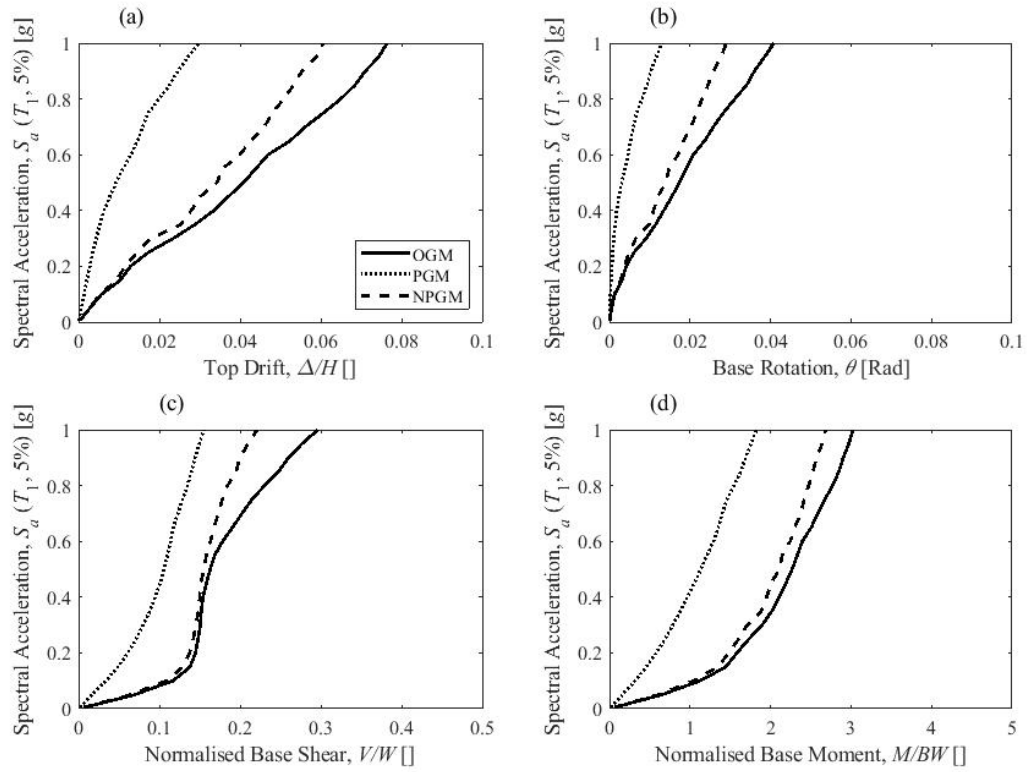 (a)
Spectral Acceleration, S_a (T_1, 5%) [g]
1
0.8
0.6
0.4
0.2
0
0 0.02 0.04 0.06 0.08 0.1
Top Drift, Δ/H []
OGM
PGM
NPGM
(b)
Spectral Acceleration, S_a (T_1, 5%) [g]
1
0.8
0.6
0.4
0.2
0
0 0.02 0.04 0.06 0.08 0.1
Base Rotation, θ [Rad]
(c)
Spectral Acceleration, S_a (T_1, 5%) [g]
1
0.8
0.6
0.4
0.2
0
0 0.1 0.2 0.3 0.4 0.5
Normalised Base Shear, V/W []
(d)
Spectral Acceleration, S_a (T_1, 5%) [g]
1
0.8
0.6
0.4
0.2
0
0 1 2 3 4 5
Normalised Base Moment, M/BW []